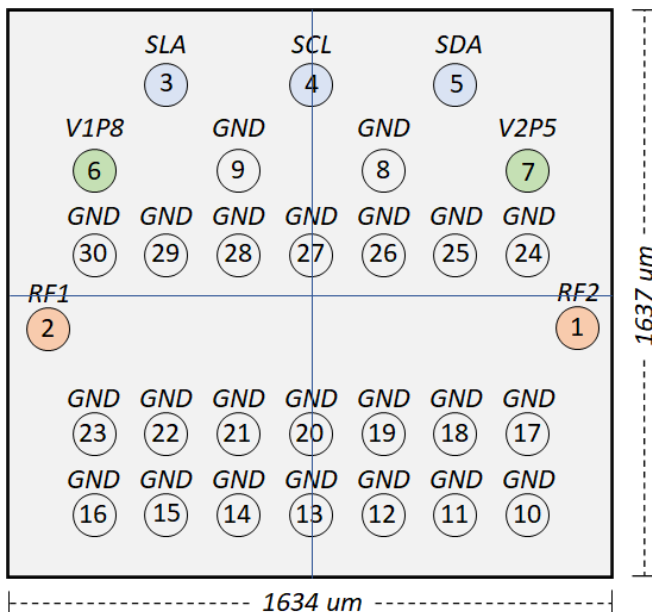 SLA SCL SDA
3 4 5
V1P8 GND GND V2P5
6 9 8 7
GND GND GND GND GND GND GND
30 29 28 27 26 25 24
RF1 RF2
2 1
1637 um
GND GND GND GND GND GND GND
23 22 21 20 19 18 17
GND GND GND GND GND GND GND
16 15 14 13 12 11 10
1634 um